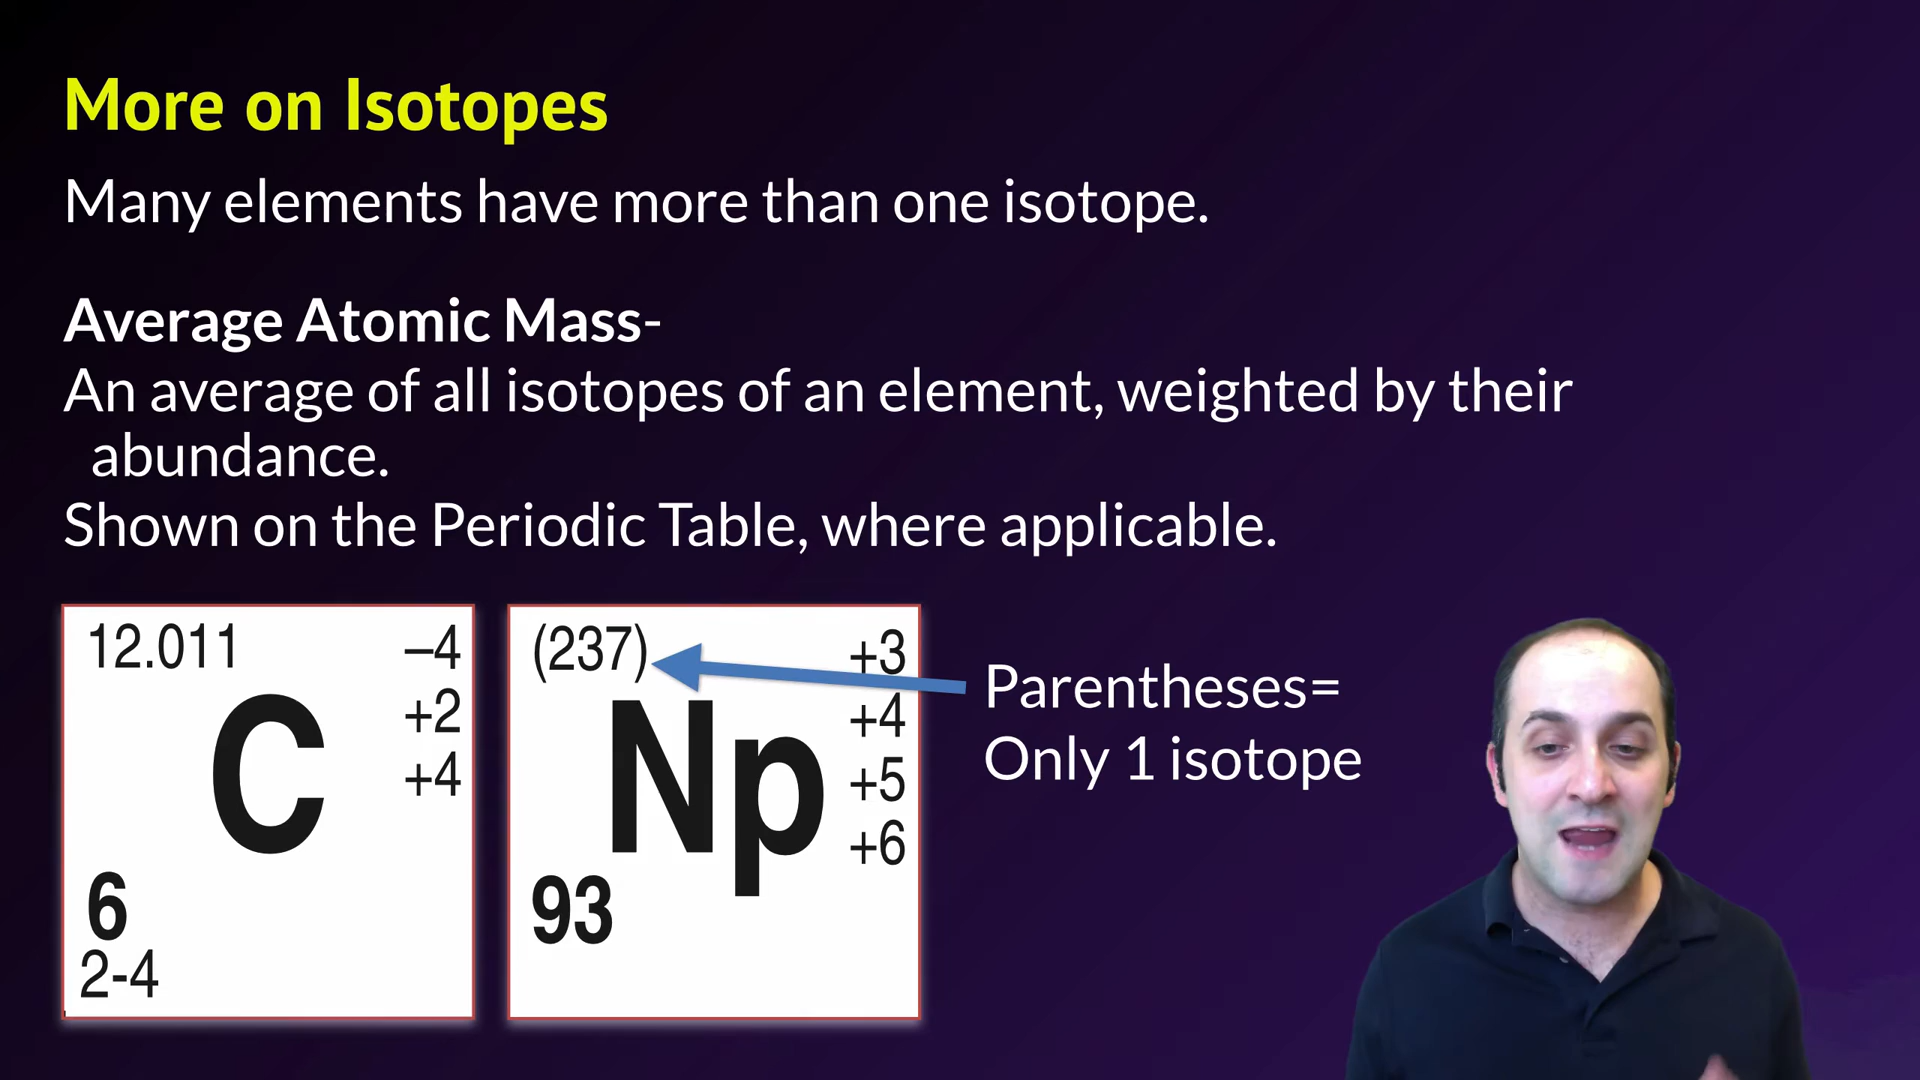 More on Isotopes
Many elements have more than one isotope.
Average Atomic Mass-
An average of all isotopes of an element, weighted by their
abundance.
Shown on the Periodic Table, where applicable.
12.011
–4
+2
+4
C
6
2-4
(237)
+3
+4
+5
+6
Np
93
Parentheses=
Only 1 isotope